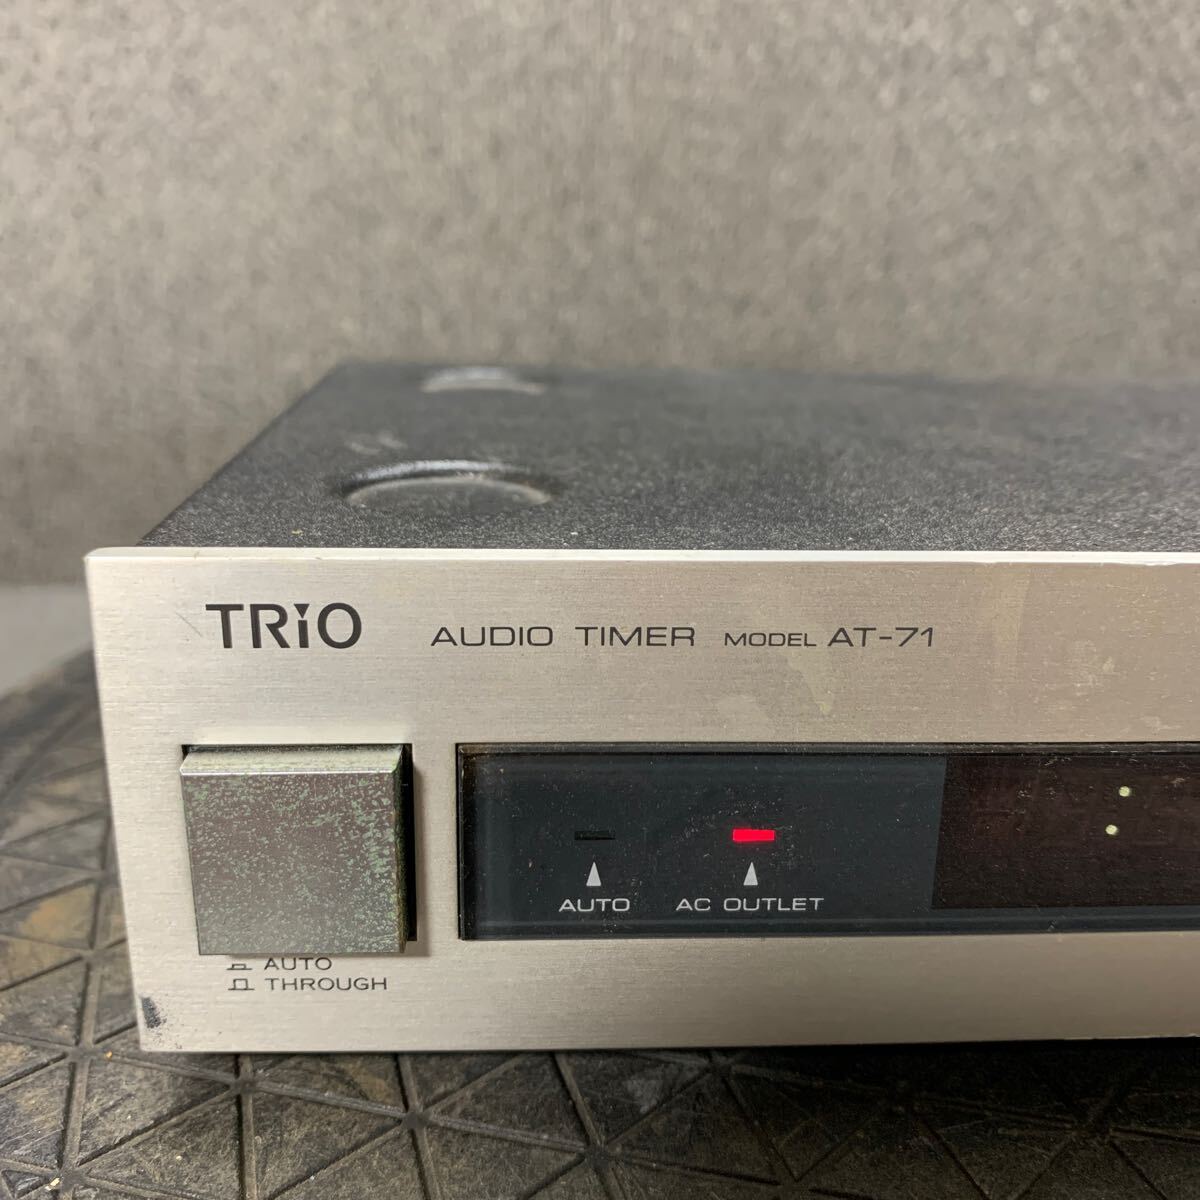 TRiO AUDIO TIMER MODEL AT-71
AUTO AC OUTLET
AUTO
THROUGH